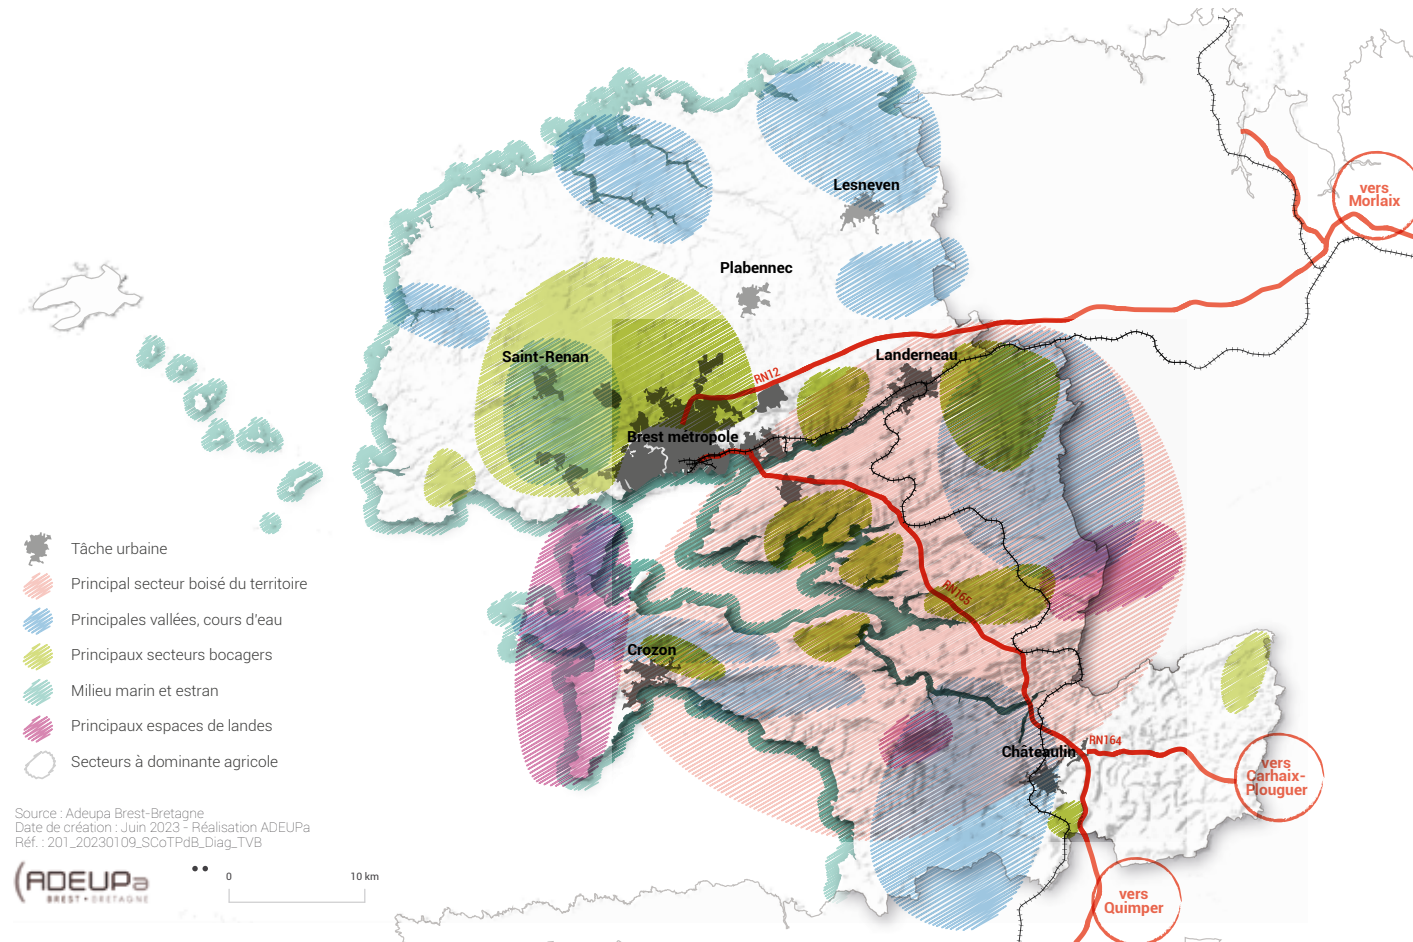 vers
Morlaix
Lesneven
Plabennec
Saint-Renan
Landerneau
RN12
Brest métropole
RN165
Crozon
Châteaulin
RN164
vers
Carhaix-
Plouguer
vers
Quimper
Tâche urbaine
Principal secteur boisé du territoire
Principales vallées, cours d'eau
Principaux secteurs bocagers
Milieu marin et estran
Principaux espaces de landes
Secteurs à dominante agricole
Source : Adeupa Brest-Bretagne
Date de création : Juin 2023 - Réalisation ADEUPa
Réf. : 201_20230109_SCoTPdB_Diag_TVB
ADEUPa
BREST • BRETAGNE
0 10 km